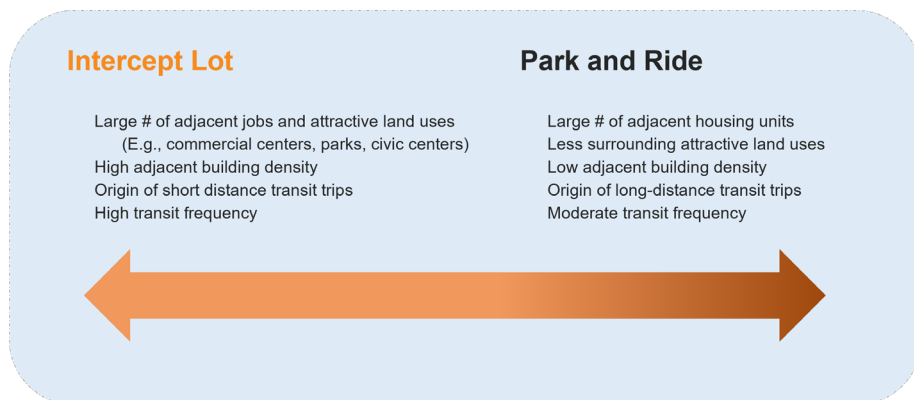 Intercept Lot
Large # of adjacent jobs and attractive land uses
(E.g., commercial centers, parks, civic centers)
High adjacent building density
Origin of short distance transit trips
High transit frequency
Park and Ride
Large # of adjacent housing units
Less surrounding attractive land uses
Low adjacent building density
Origin of long-distance transit trips
Moderate transit frequency